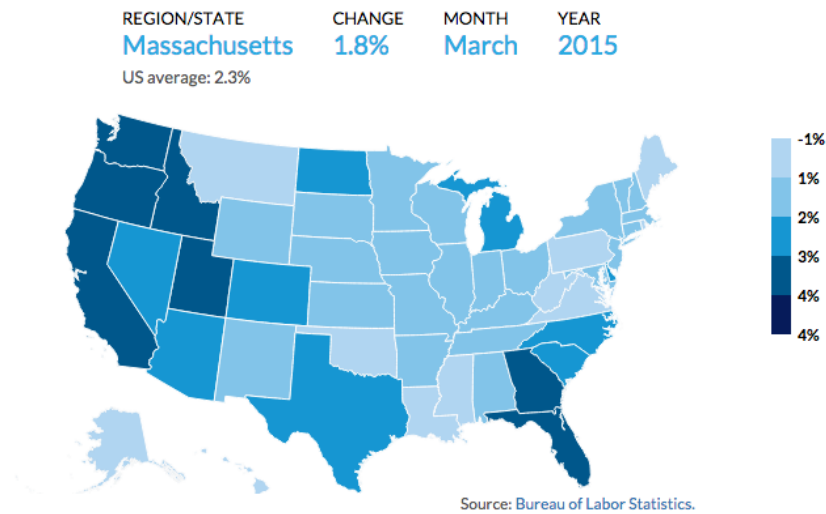 REGION/STATE CHANGE MONTH YEAR
Massachusetts 1.8% March 2015
US average: 2.3%
-1%
1%
2%
3%
4%
4%
Source: Bureau of Labor Statistics.